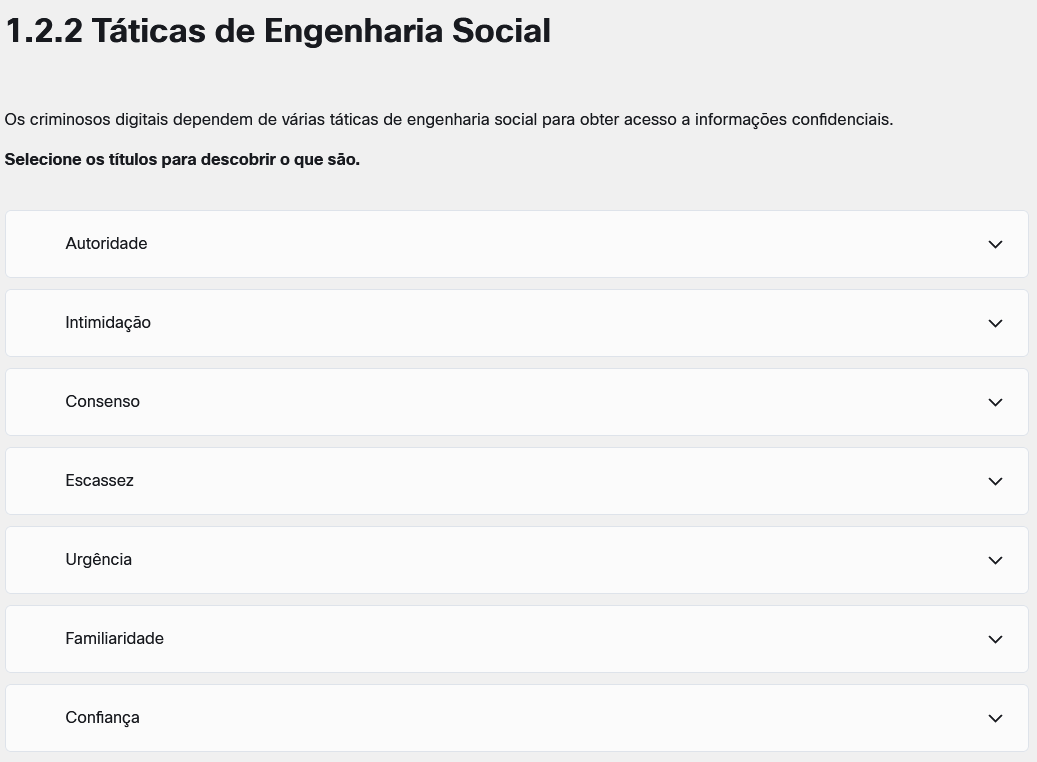 1.2.2 Táticas de Engenharia Social
Os criminosos digitais dependem de várias táticas de engenharia social para obter acesso a informações confidenciais.
Selecione os títulos para descobrir o que são.
Autoridade
Intimidação
Consenso
Escassez
Urgência
Familiaridade
Confiança